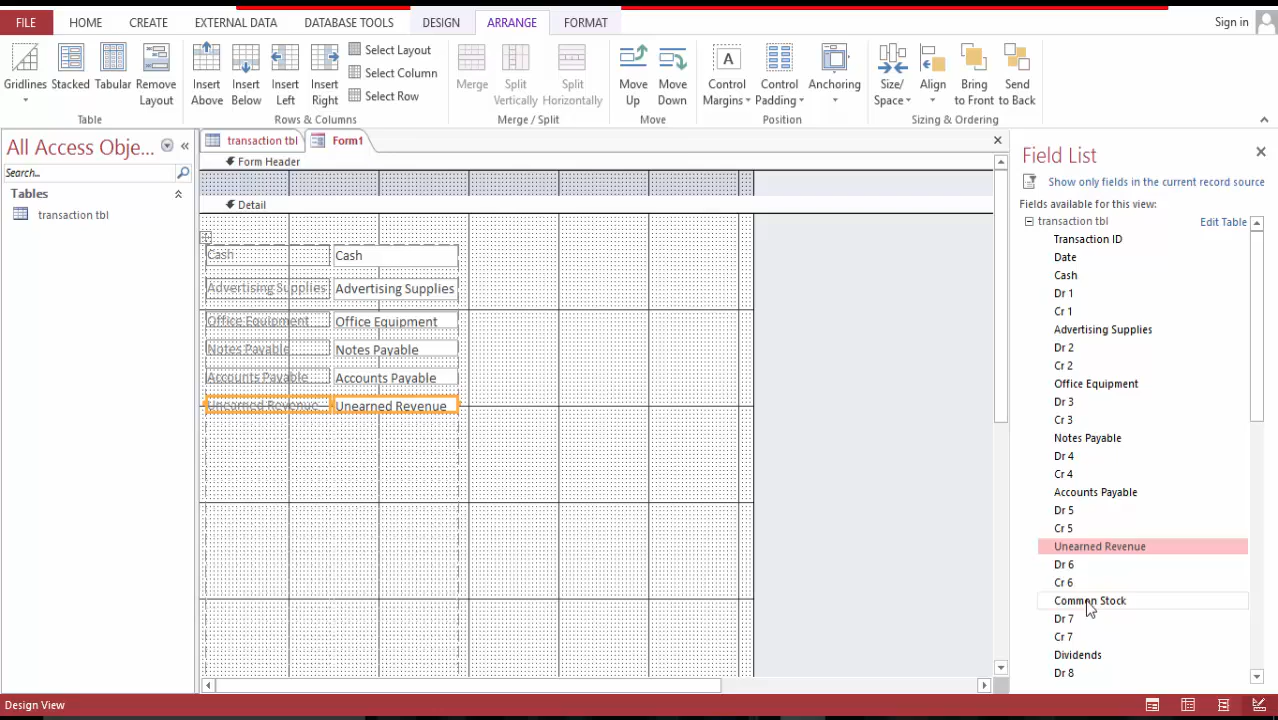 FILE HOME CREATE EXTERNAL DATA DATABASE TOOLS DESIGN ARRANGE FORMAT Sign in
Gridlines Stacked Tabular Remove Layout
Table
Insert Above Insert Below Insert Left Insert Right
Select Layout
Select Column
Select Row
Rows & Columns
Merge Split Vertically Split Horizontally
Merge / Split
Move Up Move Down
Move
Control Margins Control Padding Anchoring
Position
Size/ Space Align Bring to Front Send to Back
Sizing & Ordering
All Access Obje...
Search...
Tables
transaction tbl
transaction tbl Form1
Form Header
Detail
Cash Cash
Advertising Supplies Advertising Supplies
Office Equipment Office Equipment
Notes Payable Notes Payable
Accounts Payable Accounts Payable
Unearned Revenue Unearned Revenue
Field List
Show only fields in the current record source
Fields available for this view:
transaction tbl Edit Table
Transaction ID
Date
Cash
Dr 1
Cr 1
Advertising Supplies
Dr 2
Cr 2
Office Equipment
Dr 3
Cr 3
Notes Payable
Dr 4
Cr 4
Accounts Payable
Dr 5
Cr 5
Unearned Revenue
Dr 6
Cr 6
Common Stock
Dr 7
Cr 7
Dividends
Dr 8
Design View